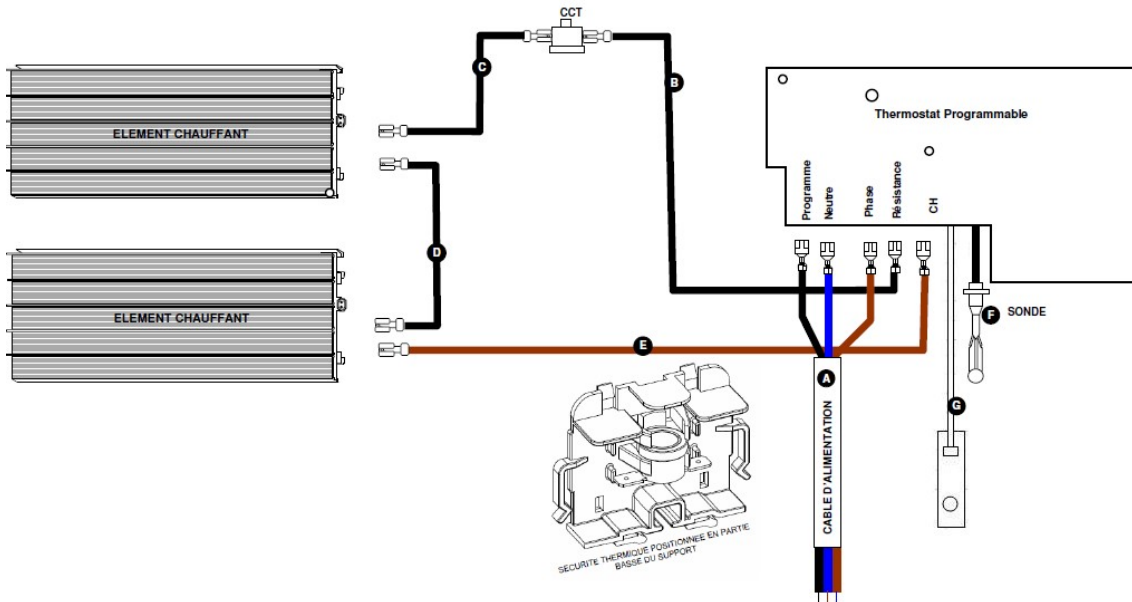 CCT
C
B
ELEMENT CHAUFFANT
Thermostat Programmable
Programme
Neutre
Phase
Résistance
CH
D
ELEMENT CHAUFFANT
F
SONDE
E
A
G
CABLE D'ALIMENTATION
SECURITE THERMIQUE POSITIONNEE EN PARTIE
BASSE DU SUPPORT